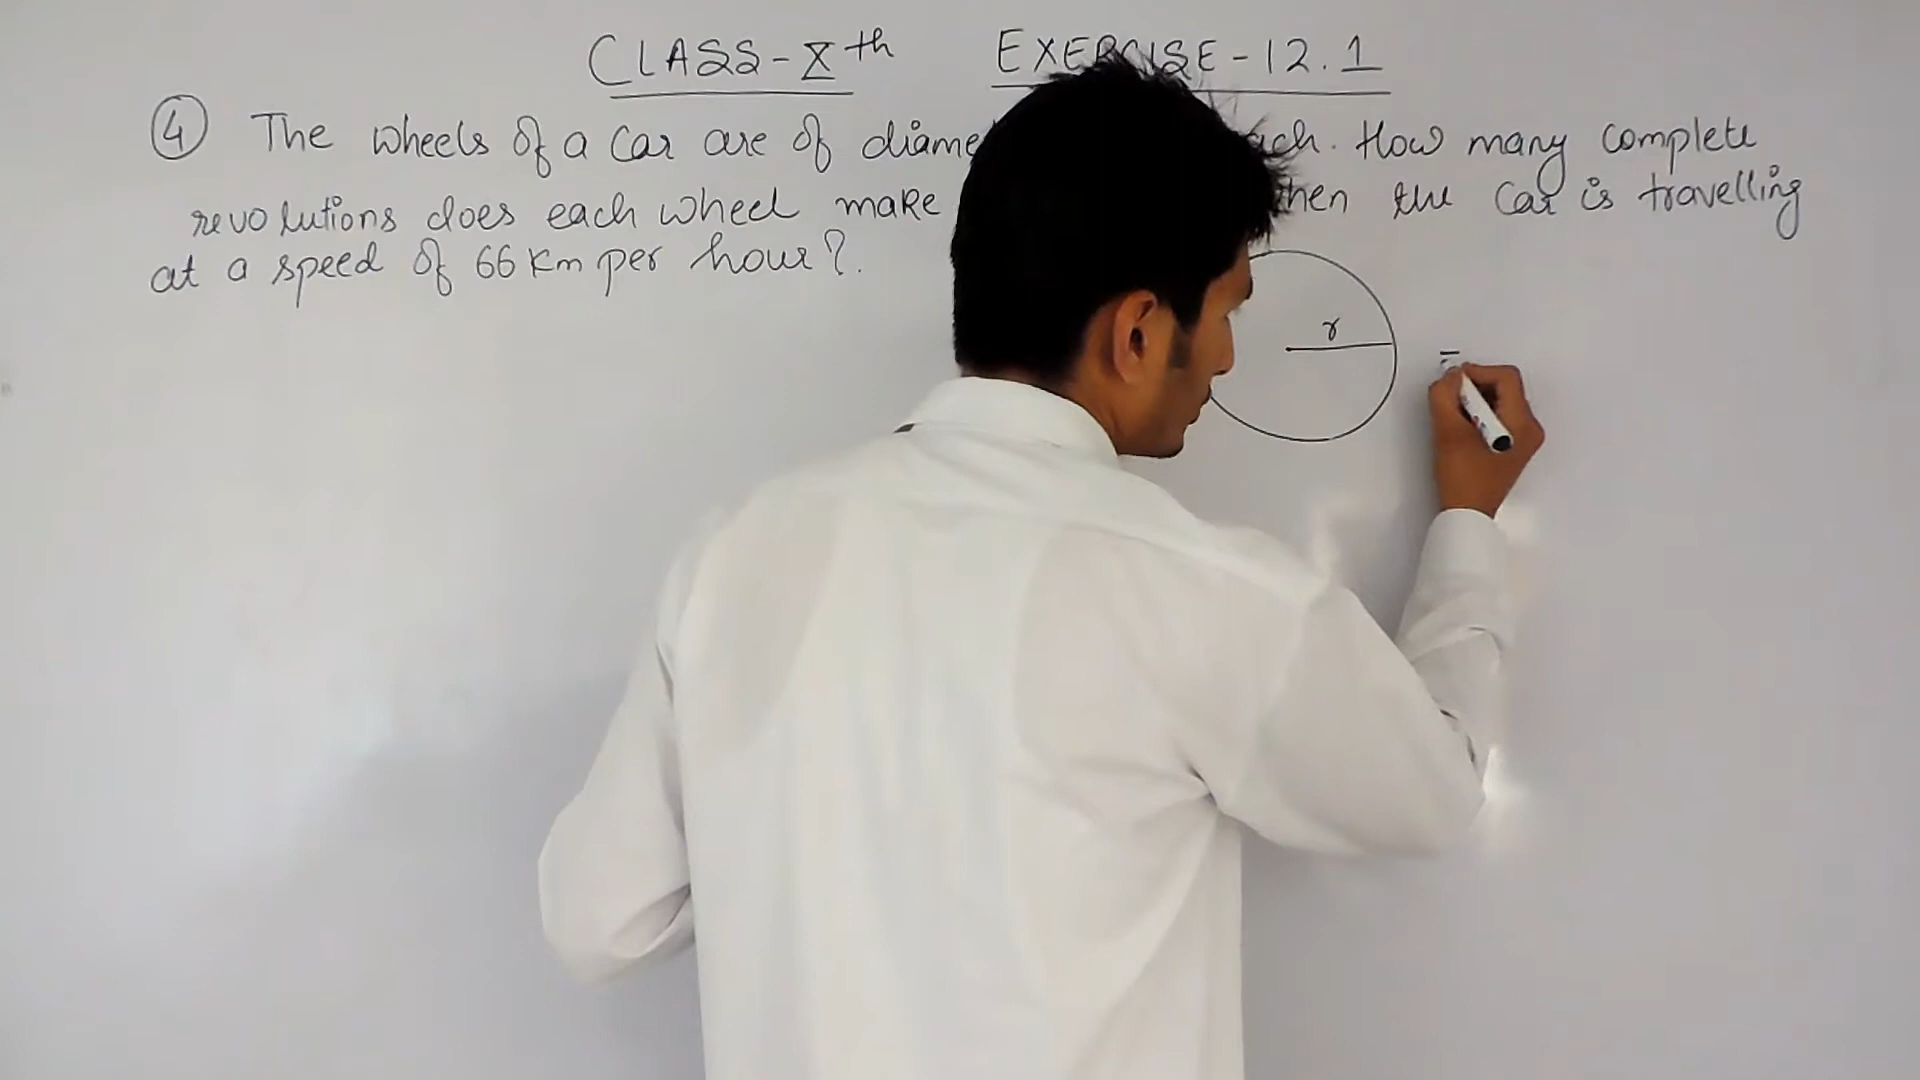 CLASS-Xth EXERCISE-12.1
4 The wheels of a Car are of diame ach. How many complete
revolutions does each wheel make hen the Car is travelling
at a speed of 66 Km per hour?.
r